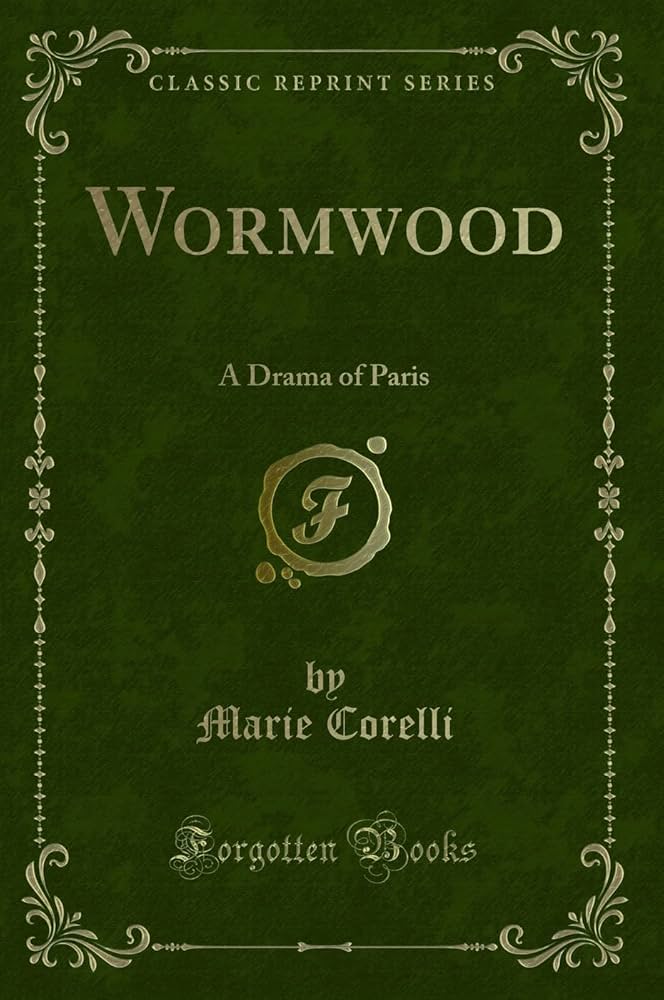 CLASSIC REPRINT SERIES
WORMWOOD
A Drama of Paris
F
by
Marie Corelli
Forgotten Books